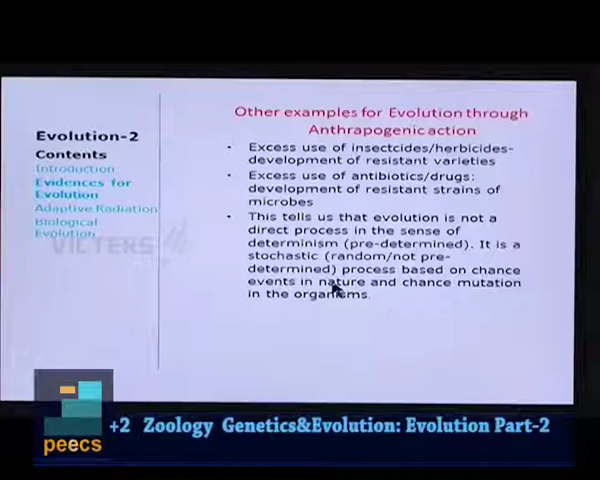 Other examples for Evolution through
Anthrapogenic action
Evolution-2
Contents
Introduction
Evidences for
Evolution
Adaptive Radiation
Biological
Evolution
VICTERS
• Excess use of insectcides/herbicides-
development of resistant varieties
• Excess use of antibiotics/drugs:
development of resistant strains of
microbes
• This tells us that evolution is not a
direct process in the sense of
determinism (pre-determined). It is a
stochastic (random/not pre-
determined) process based on chance
events in nature and chance mutation
in the organisms.
peecs
+2 Zoology Genetics&Evolution: Evolution Part-2